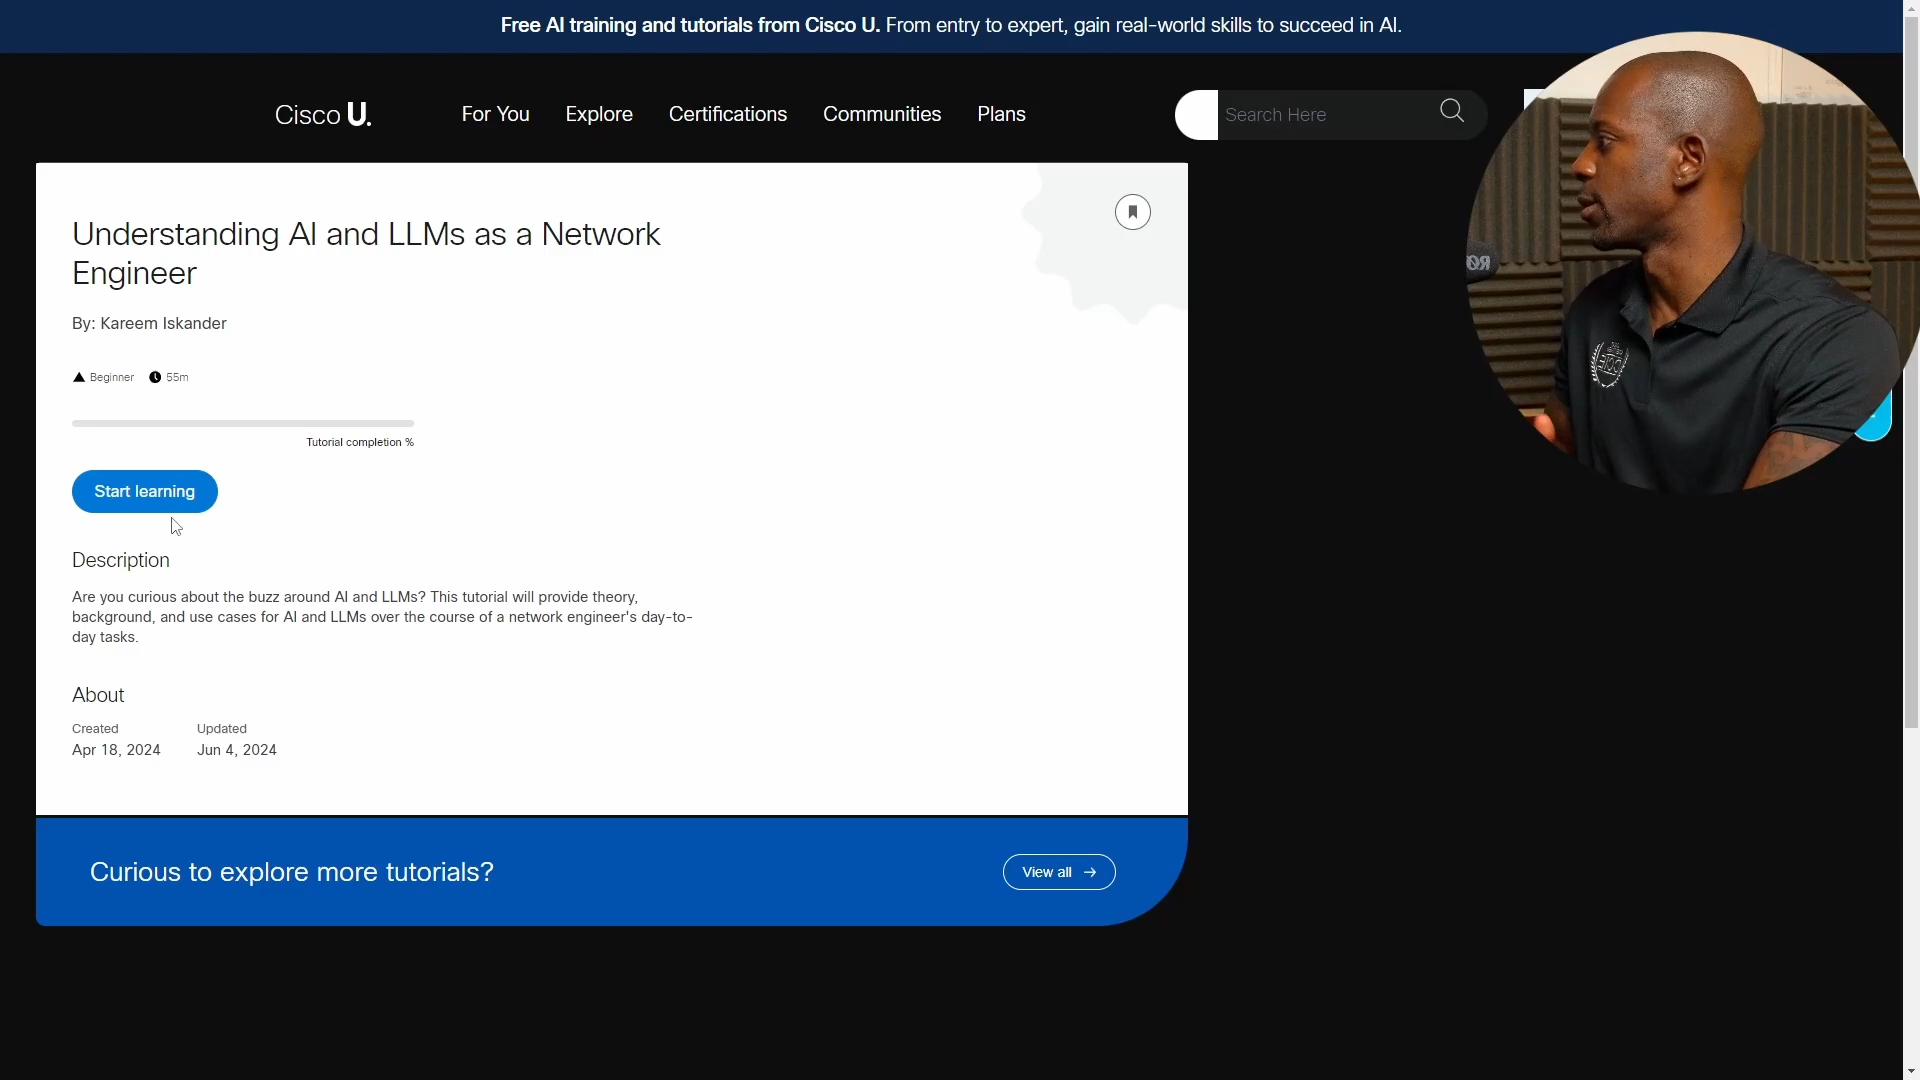 Free AI training and tutorials from Cisco U. From entry to expert, gain real-world skills to succeed in AI.
Cisco U.
For You
Explore
Certifications
Communities
Plans
Search Here
Understanding AI and LLMs as a Network
Engineer
By: Kareem Iskander
Beginner
55m
Tutorial completion %
Start learning
Description
Are you curious about the buzz around AI and LLMs? This tutorial will provide theory,
background, and use cases for AI and LLMs over the course of a network engineer's day-to-
day tasks.
About
Created
Updated
Apr 18, 2024
Jun 4, 2024
Curious to explore more tutorials?
View all